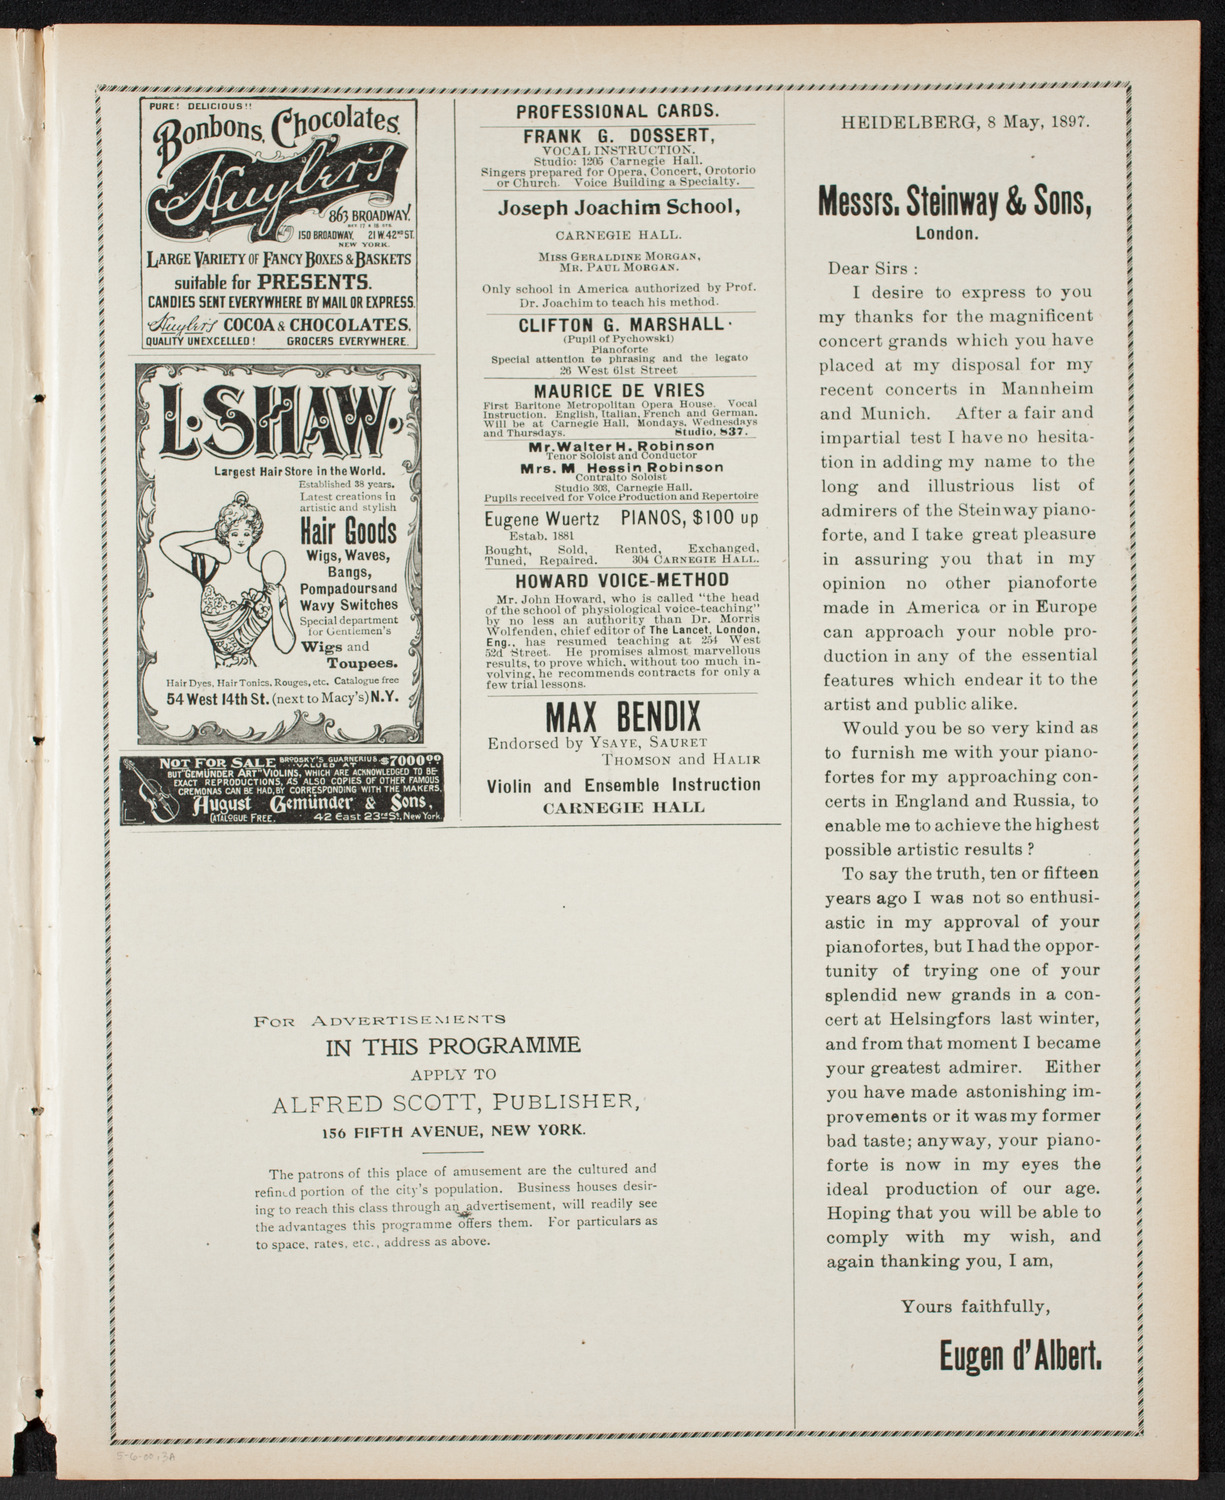 PURE! DELICIOUS!!
Bonbons, Chocolates.
Huyler's
863 BROADWAY.
BET 17 & 18 STS.
150 BROADWAY, 21 W. 42ND ST.
NEW YORK.
LARGE VARIETY OF FANCY BOXES & BASKETS
suitable for PRESENTS.
CANDIES SENT EVERYWHERE BY MAIL OR EXPRESS.
Huyler's COCOA & CHOCOLATES.
QUALITY UNEXCELLED! GROCERS EVERYWHERE.
L. SHAW.
Largest Hair Store in the World.
Established 38 years.
Latest creations in
artistic and stylish
Hair Goods
Wigs, Waves,
Bangs,
Pompadours and
Wavy Switches
Special department
for Gentlemen's
Wigs and
Toupees.
Hair Dyes, Hair Tonics, Rouges, etc. Catalogue free
54 West 14th St. (next to Macy's) N.Y.
NOT FOR SALE BRODSKY'S GUARNERIUS VALUED AT $7000 00
BUT "GEMÜNDER ART" VIOLINS, WHICH ARE ACKNOWLEDGED TO BE
EXACT REPRODUCTIONS, AS ALSO COPIES OF OTHER FAMOUS
CREMONAS CAN BE HAD, BY CORRESPONDING WITH THE MAKERS.
August Gemünder & Sons,
CATALOGUE FREE. 42 East 23rd St, New York.
PROFESSIONAL CARDS.
FRANK G. DOSSERT,
VOCAL INSTRUCTION.
Studio: 1205 Carnegie Hall.
Singers prepared for Opera, Concert, Orotorio
or Church. Voice Building a Specialty.
Joseph Joachim School,
CARNEGIE HALL.
MISS GERALDINE MORGAN,
MR. PAUL MORGAN.
Only school in America authorized by Prof.
Dr. Joachim to teach his method.
CLIFTON G. MARSHALL.
(Pupil of Pychowski)
Pianoforte
Special attention to phrasing and the legato
26 West 61st Street
MAURICE DE VRIES
First Baritone Metropolitan Opera House. Vocal
Instruction. English, Italian, French and German.
Will be at Carnegie Hall, Mondays, Wednesdays
and Thursdays. Studio, 837.
Mr. Walter H. Robinson
Tenor Soloist and Conductor
Mrs. M Hessin Robinson
Contralto Soloist
Studio 303, Carnegie Hall.
Pupils received for Voice Production and Repertoire
Eugene Wuertz PIANOS, $100 up
Estab. 1881
Bought, Sold, Rented, Exchanged,
Tuned, Repaired. 304 CARNEGIE HALL.
HOWARD VOICE-METHOD
Mr. John Howard, who is called "the head
of the school of physiological voice-teaching"
by no less an authority than Dr. Morris
Wolfenden, chief editor of The Lancet, London,
Eng., has resumed teaching at 254 West
52d Street. He promises almost marvellous
results, to prove which, without too much in-
volving, he recommends contracts for only a
few trial lessons.
MAX BENDIX
Endorsed by YSAYE, SAURET
THOMSON and HALIR
Violin and Ensemble Instruction
CARNEGIE HALL
FOR ADVERTISEMENTS
IN THIS PROGRAMME
APPLY TO
ALFRED SCOTT, PUBLISHER,
156 FIFTH AVENUE, NEW YORK.
The patrons of this place of amusement are the cultured and
refined portion of the city's population. Business houses desir-
ing to reach this class through an advertisement, will readily see
the advantages this programme offers them. For particulars as
to space, rates, etc., address as above.
HEIDELBERG, 8 May, 1897.
Messrs. Steinway & Sons,
London.
Dear Sirs:
I desire to express to you
my thanks for the magnificent
concert grands which you have
placed at my disposal for my
recent concerts in Mannheim
and Munich. After a fair and
impartial test I have no hesita-
tion in adding my name to the
long and illustrious list of
admirers of the Steinway piano-
forte, and I take great pleasure
in assuring you that in my
opinion no other pianoforte
made in America or in Europe
can approach your noble pro-
duction in any of the essential
features which endear it to the
artist and public alike.
Would you be so very kind as
to furnish me with your piano-
fortes for my approaching con-
certs in England and Russia, to
enable me to achieve the highest
possible artistic results?
To say the truth, ten or fifteen
years ago I was not so enthusi-
astic in my approval of your
pianofortes, but I had the oppor-
tunity of trying one of your
splendid new grands in a con-
cert at Helsingfors last winter,
and from that moment I became
your greatest admirer. Either
you have made astonishing im-
provements or it was my former
bad taste; anyway, your piano-
forte is now in my eyes the
ideal production of our age.
Hoping that you will be able to
comply with my wish, and
again thanking you, I am,
Yours faithfully,
Eugen d'Albert.
5-6-00:3A